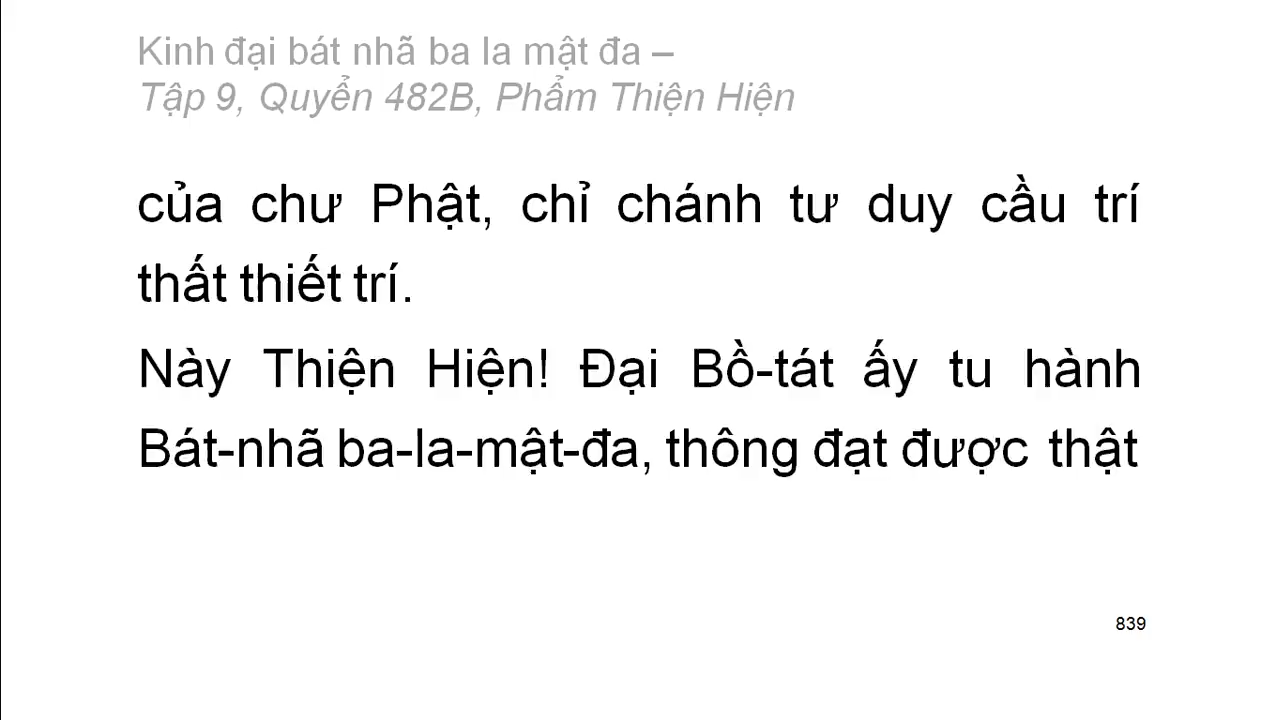 Kinh đại bát nhã ba la mật đa –
Tập 9, Quyển 482B, Phẩm Thiện Hiện
của chư Phật, chỉ chánh tư duy cầu trí
thất thiết trí.
Này Thiện Hiện! Đại Bồ-tát ấy tu hành
Bát-nhã ba-la-mật-đa, thông đạt được thật
839